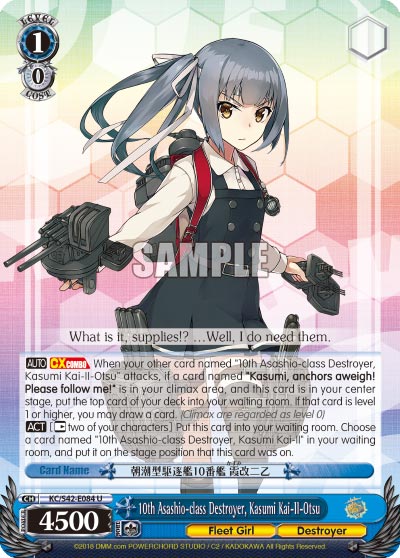 LEVEL
1
0
COST
SAMPLE
What is it, supplies!? …Well, I do need them.
AUTO CX COMBO When your other card named "10th Asashio-class Destroyer,
Kasumi Kai-II-Otsu" attacks, if a card named "Kasumi, anchors aweigh!
Please follow me!" is in your climax area, and this card is in your center
stage, put the top card of your deck into your waiting room. If that card is level
1 or higher, you may draw a card. (Climax are regarded as level 0)
ACT [ two of your characters] Put this card into your waiting room. Choose
a card named "10th Asashio-class Destroyer, Kasumi Kai-II-Otsu" in your
waiting room, and put it on the stage position that this card was in.
Card Name
朝潮型駆逐艦10番艦 霞改二乙
CH KC/S42-E084 U
10th Asashio-class Destroyer, Kasumi Kai-II-Otsu
POWER
4500
SOUL
Fleet Girl
Destroyer
©2016 DMM.com POWERCHORD STUDIO / C2 / KADOKAWA All Rights Reserved.